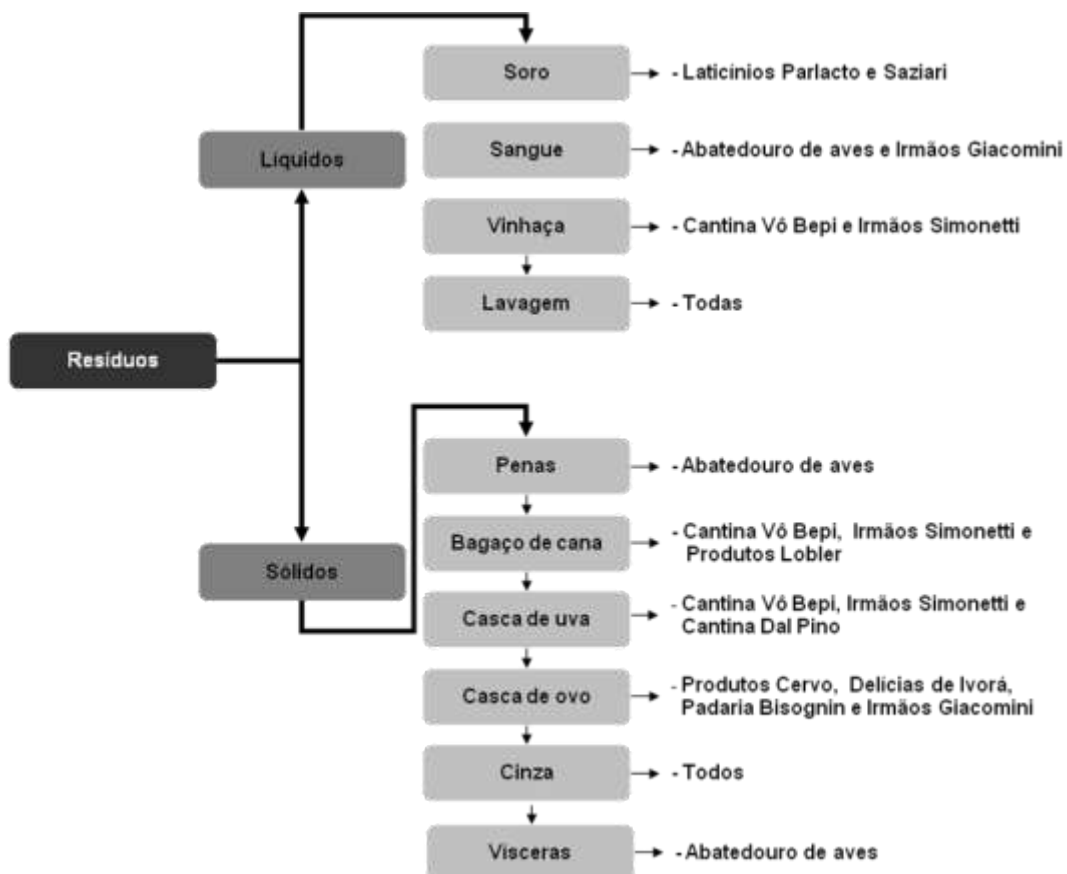 Soro
- Laticínios Parlacto e Saziari
Líquidos
Sangue
- Abatedouro de aves e Irmãos Giacomini
Vinhaça
- Cantina Vô Bepi e Irmãos Simonetti
Lavagem
- Todas
Resíduos
Penas
- Abatedouro de aves
Bagaço de cana
- Cantina Vô Bepi, Irmãos Simonetti e
Produtos Lobler
Sólidos
Casca de uva
- Cantina Vô Bepi, Irmãos Simonetti e
Cantina Dal Pino
Casca de ovo
- Produtos Cervo, Delícias de Ivorá,
Padaria Bisognin e Irmãos Giacomini
Cinza
- Todos
Vísceras
- Abatedouro de aves